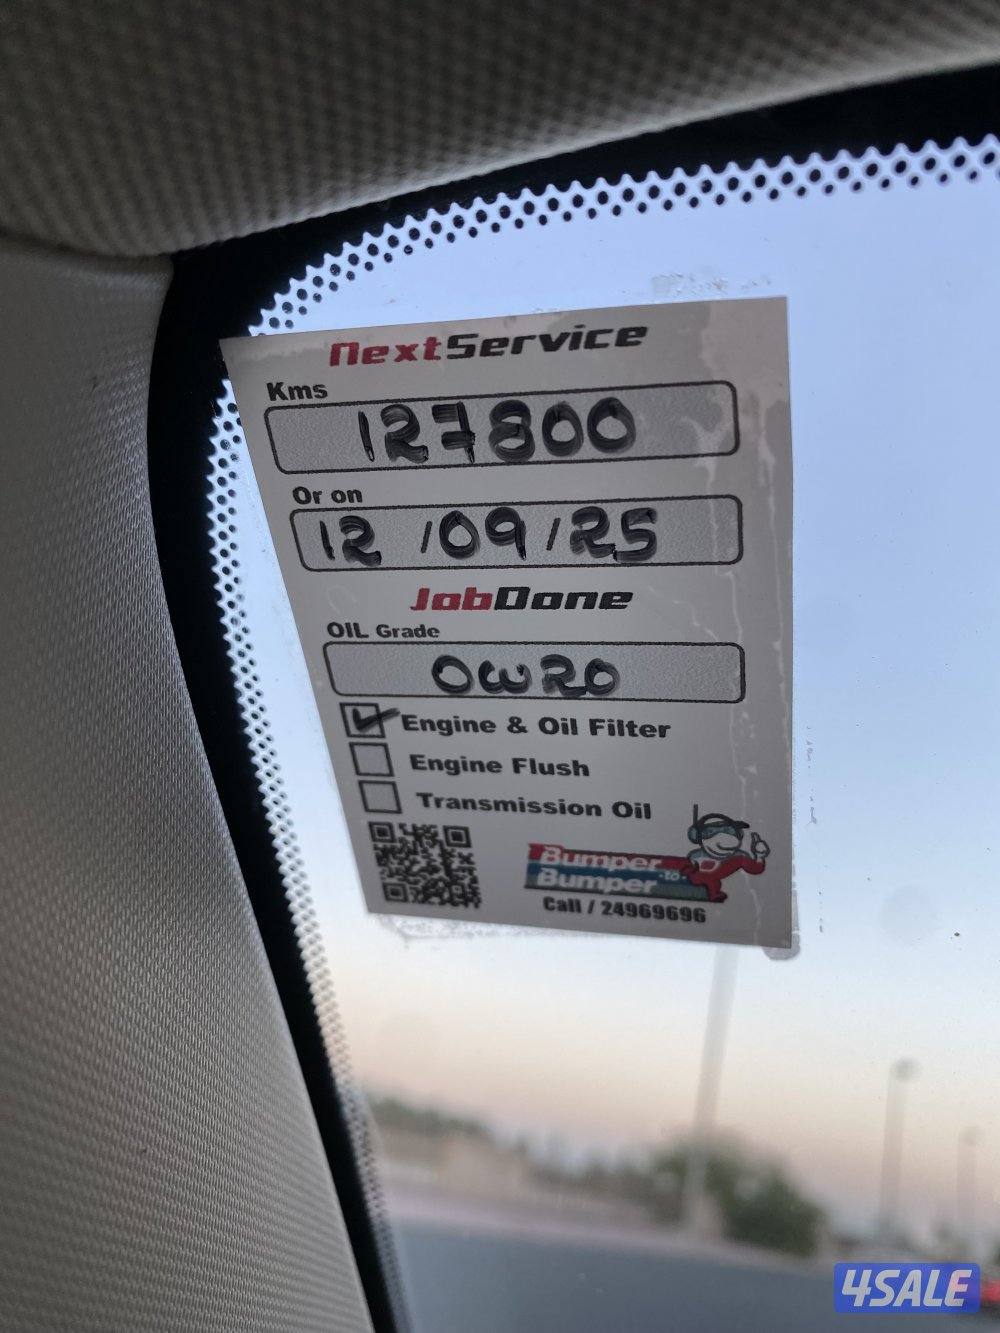 NextService
Kms
127800
Or on
12/09/25
JobDone
OIL Grade
0W20
Engine & Oil Filter
Engine Flush
Transmission Oil
Bumper
-to-
Bumper
Call / 24969696
4SALE